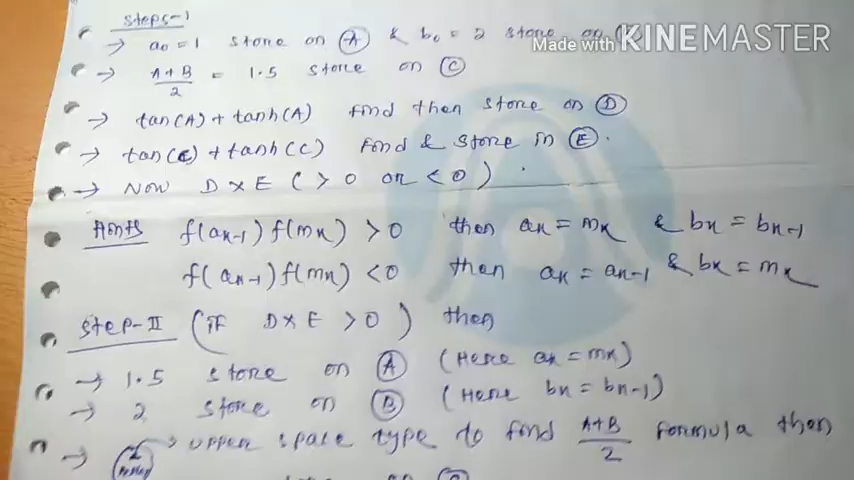 Steps-1
→ a₀ = 1 store on (A) & b₀ = 2 store on
Made with KINEMASTER
→ A+B/2 = 1.5 store on (C)
→ tan(A) + tanh(A) find then store on (D)
→ tan(C) + tanh(C) Find & store in (E).
→ Now D×E (>0 or <0)
Hints f(aₙ₋₁) f(mₙ) >0 then aₙ = mₙ & bₙ = bₙ₋₁
f(aₙ₋₁) f(mₙ) <0 then aₙ = aₙ₋₁ & bₙ = mₙ
Step-II (if D×E >0) then
→ 1.5 store on (A) (Here aₙ = mₙ)
→ 2 store on (B) (Here bₙ = bₙ₋₁)
→ upper space type to find A+B/2 formula then